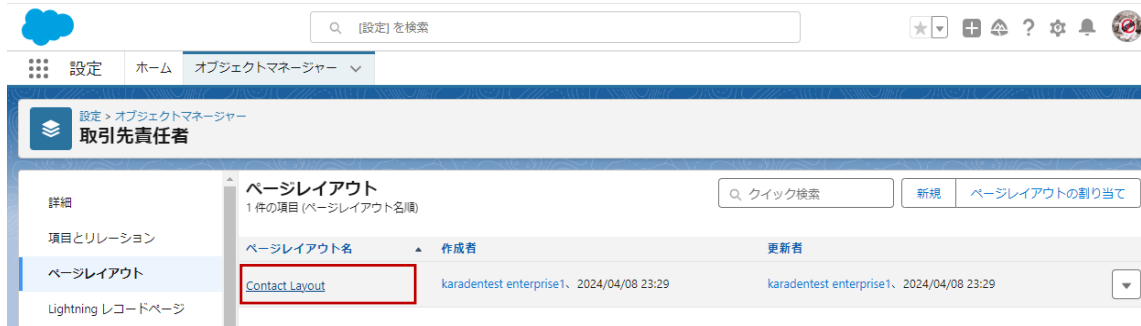 [設定] を検索
設定 ホーム オブジェクトマネージャー
設定 > オブジェクトマネージャー
取引先責任者
詳細
項目とリレーション
ページレイアウト
Lightning レコードページ
ページレイアウト
1 件の項目 (ページレイアウト名順)
クイック検索 新規 ページレイアウトの割り当て
ページレイアウト名 作成者 更新者
Contact Layout karadentest enterprise1、2024/04/08 23:29 karadentest enterprise1、2024/04/08 23:29